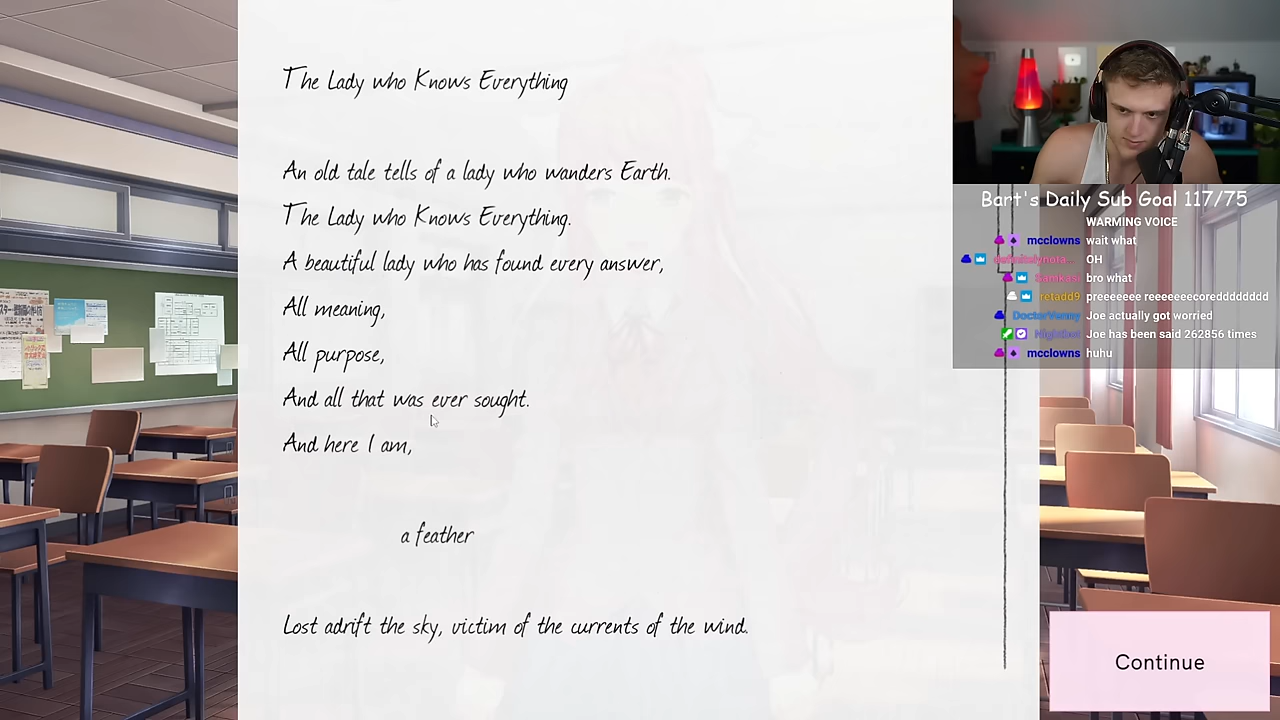 The Lady who Knows Everything
An old tale tells of a lady who wanders Earth.
The Lady who Knows Everything.
A beautiful lady who has found every answer,
All meaning,
All purpose,
And all that was ever sought.
And here I am,
a feather
Lost adrift the sky, victim of the currents of the wind.
Bart's Daily Sub Goal 117/75
WARMING VOICE
mcclowns wait what
OH
bro what
retadd9 preeeeeee reeeeeecoredddddddd
DoctorVenny Joe actually got worried
Nightbot Joe has been said 262856 times
mcclowns huhu
Continue